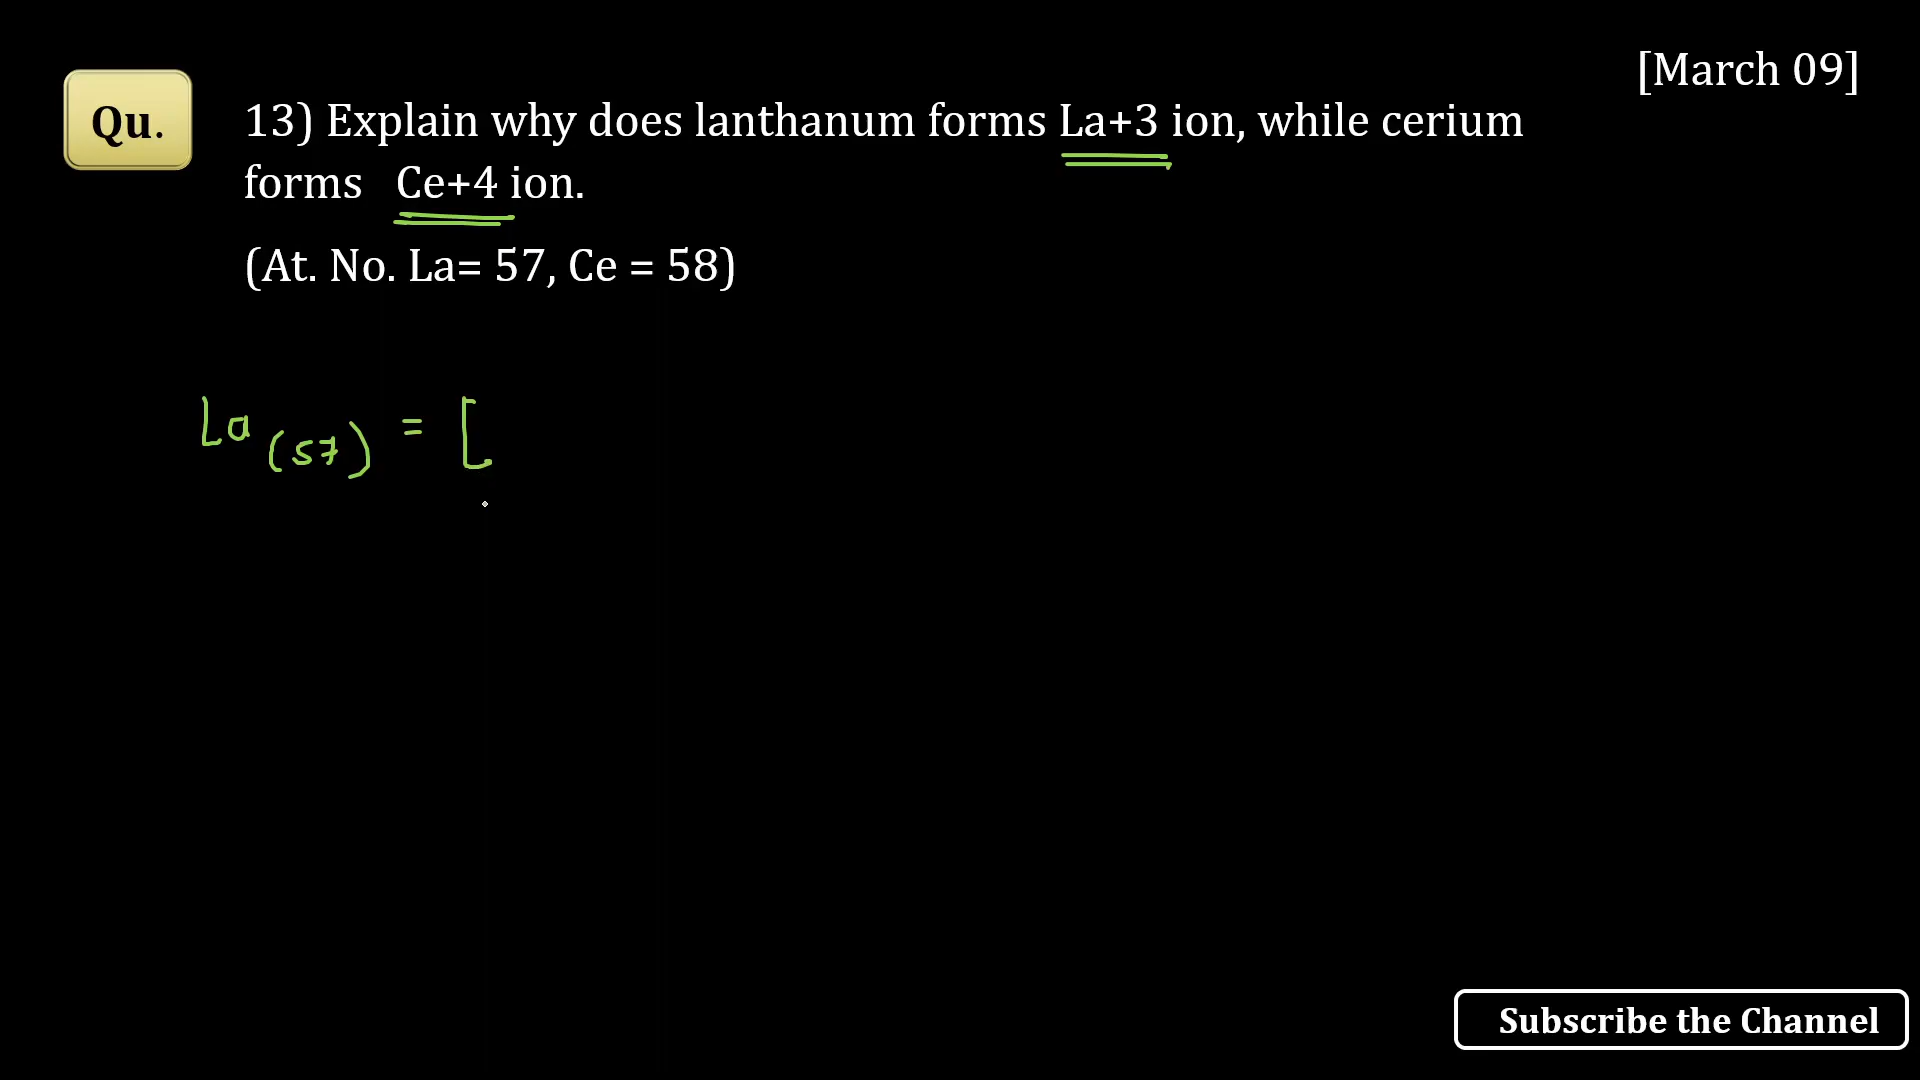 [March 09]
Qu.
13) Explain why does lanthanum forms La+3 ion, while cerium
forms Ce+4 ion.
(At. No. La= 57, Ce = 58)
La (57) = [
Subscribe the Channel